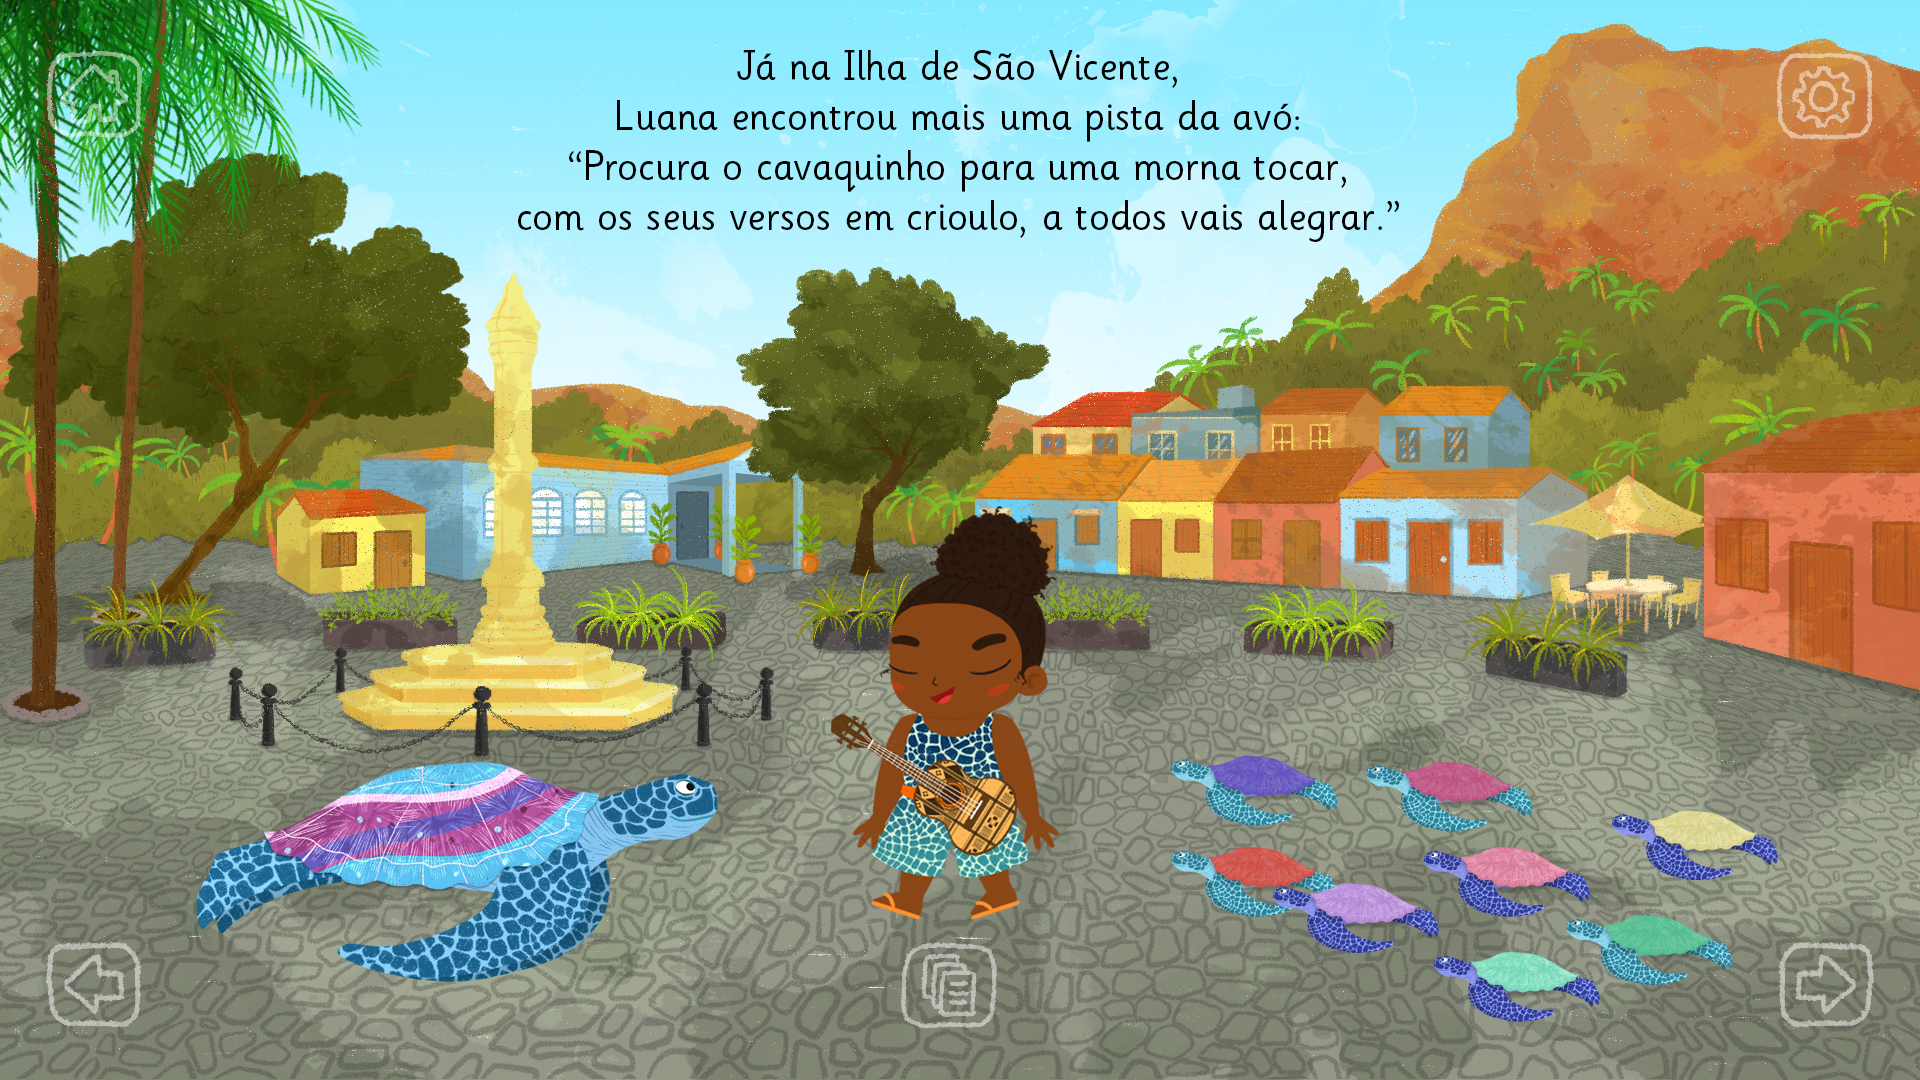 Já na Ilha de São Vicente,
Luana encontrou mais uma pista da avó:
“Procura o cavaquinho para uma morna tocar,
com os seus versos em crioulo, a todos vais alegrar.”